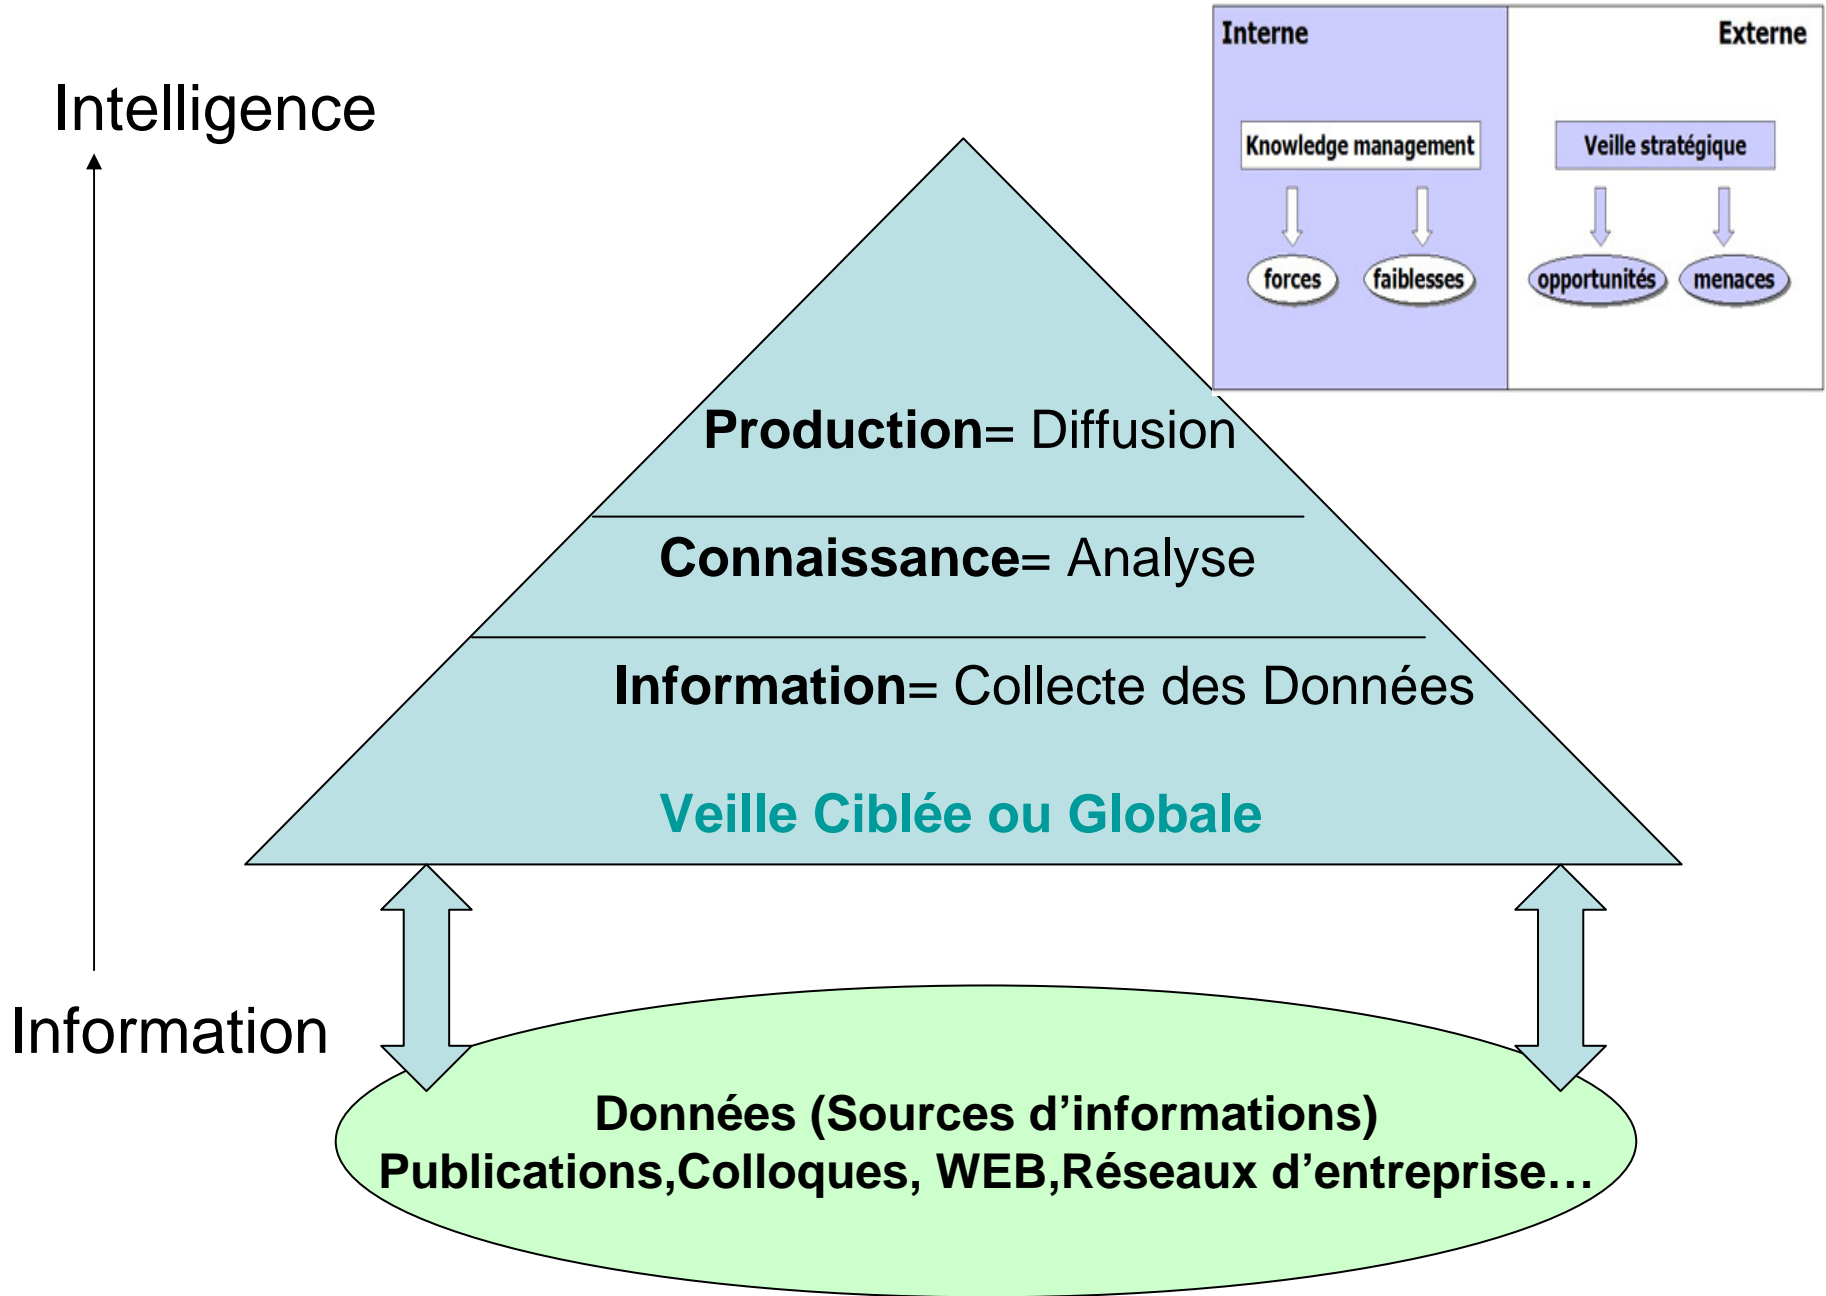 Interne
Externe
Intelligence
Knowledge management
Veille stratégique
forces
faiblesses
opportunités
menaces
Production= Diffusion
Connaissance= Analyse
Information= Collecte des Données
Veille Ciblée ou Globale
Information
Données (Sources d’informations)
Publications,Colloques, WEB,Réseaux d’entreprise…